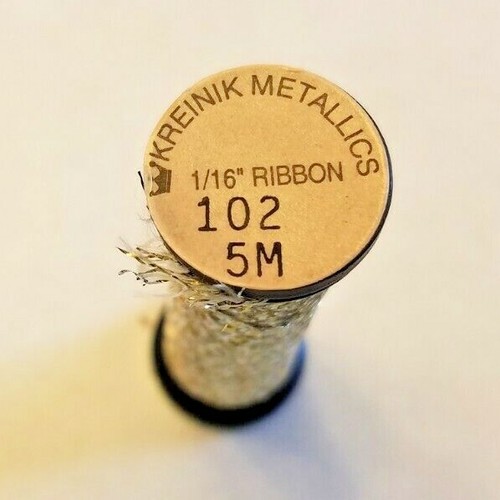 KREINIK METALLICS
1/16" RIBBON
102
5M